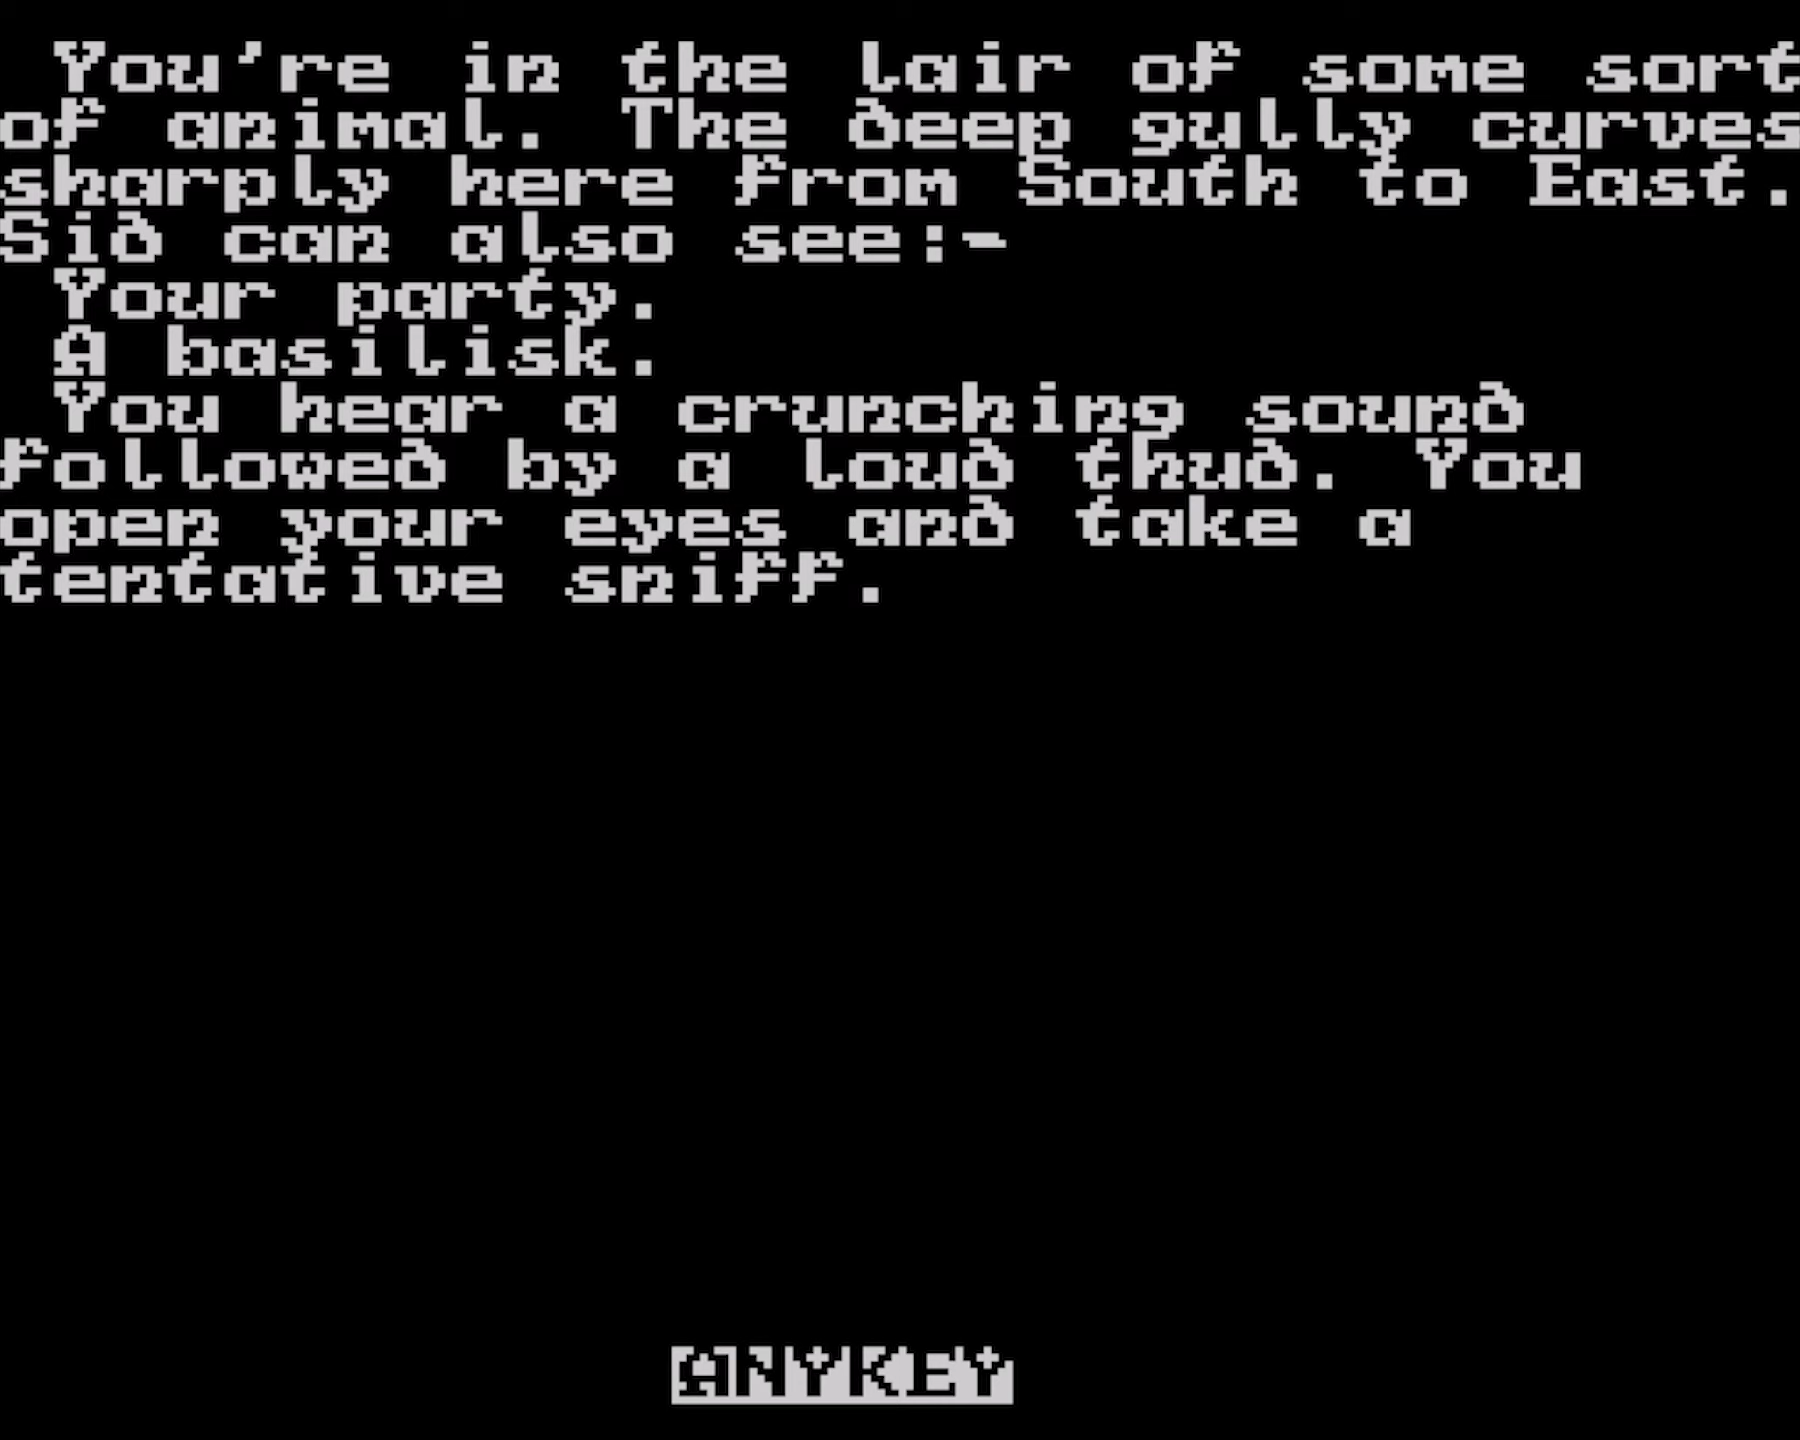 You're in the lair of some sort
of animal. The deep gully curves
sharply here from South to East.
Sid can also see:-
Your party.
A basilisk.
You hear a crunching sound
followed by a loud thud. You
open your eyes and take a
tentative sniff.
ANYKEY